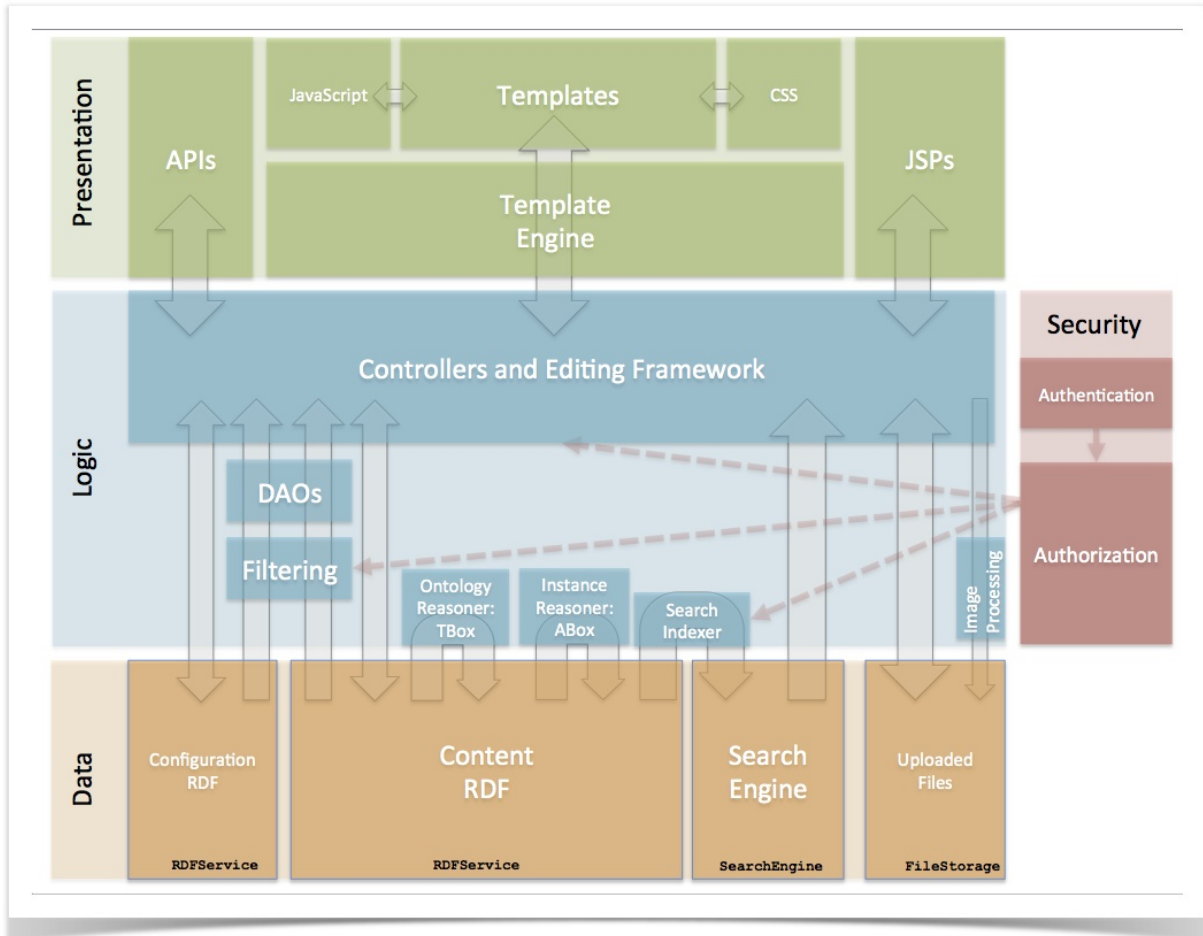 Presentation
APIs
JavaScript
Templates
CSS
JSPs
Template
Engine
Logic
Controllers and Editing Framework
DAOs
Filtering
Ontology
Reasoner:
TBox
Instance
Reasoner:
ABox
Search
Indexer
Image
Processing
Security
Authentication
Authorization
Data
Configuration
RDF
RDFService
Content
RDF
RDFService
Search
Engine
SearchEngine
Uploaded
Files
FileStorage